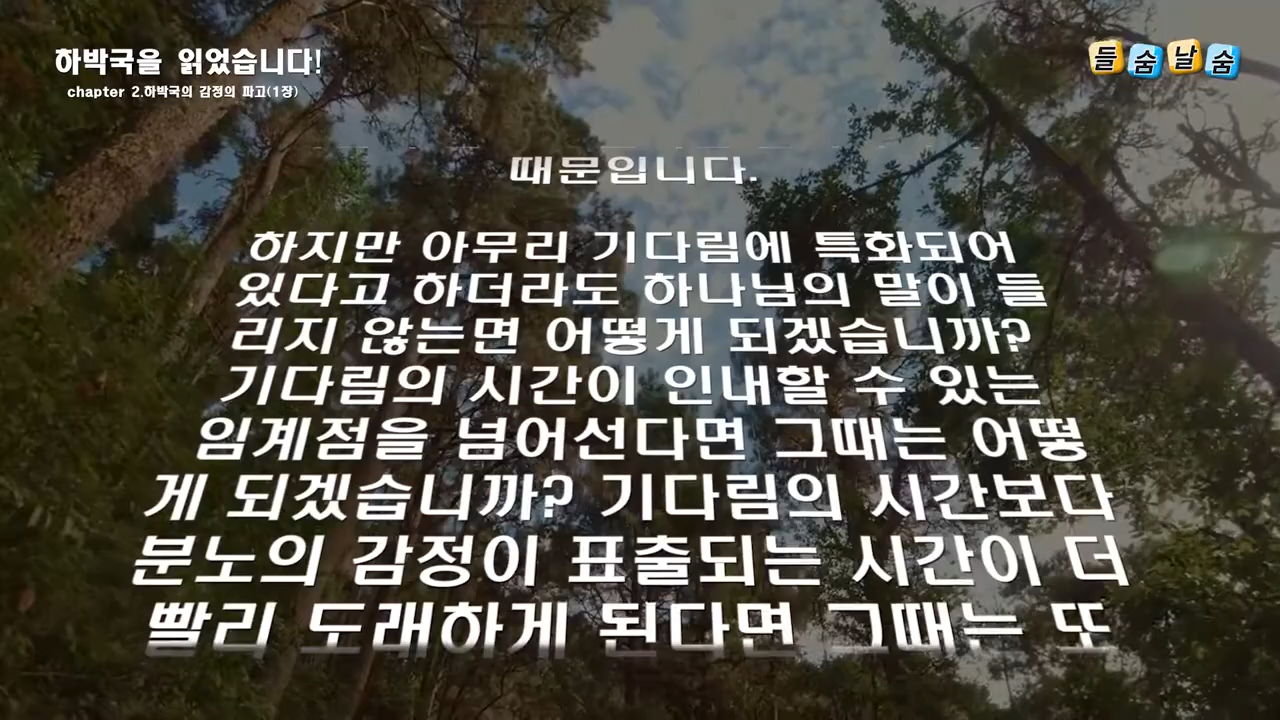 하박국을 읽었습니다!
chapter 2.하박국의 감정의 파고(1장)
들숨날숨
때문입니다.
하지만 아무리 기다림에 특화되어
있다고 하더라도 하나님의 말이 들
리지 않는면 어떻게 되겠습니까?
기다림의 시간이 인내할 수 있는
임계점을 넘어선다면 그때는 어떻
게 되겠습니까? 기다림의 시간보다
분노의 감정이 표출되는 시간이 더
빨리 도래하게 된다면 그때는 또